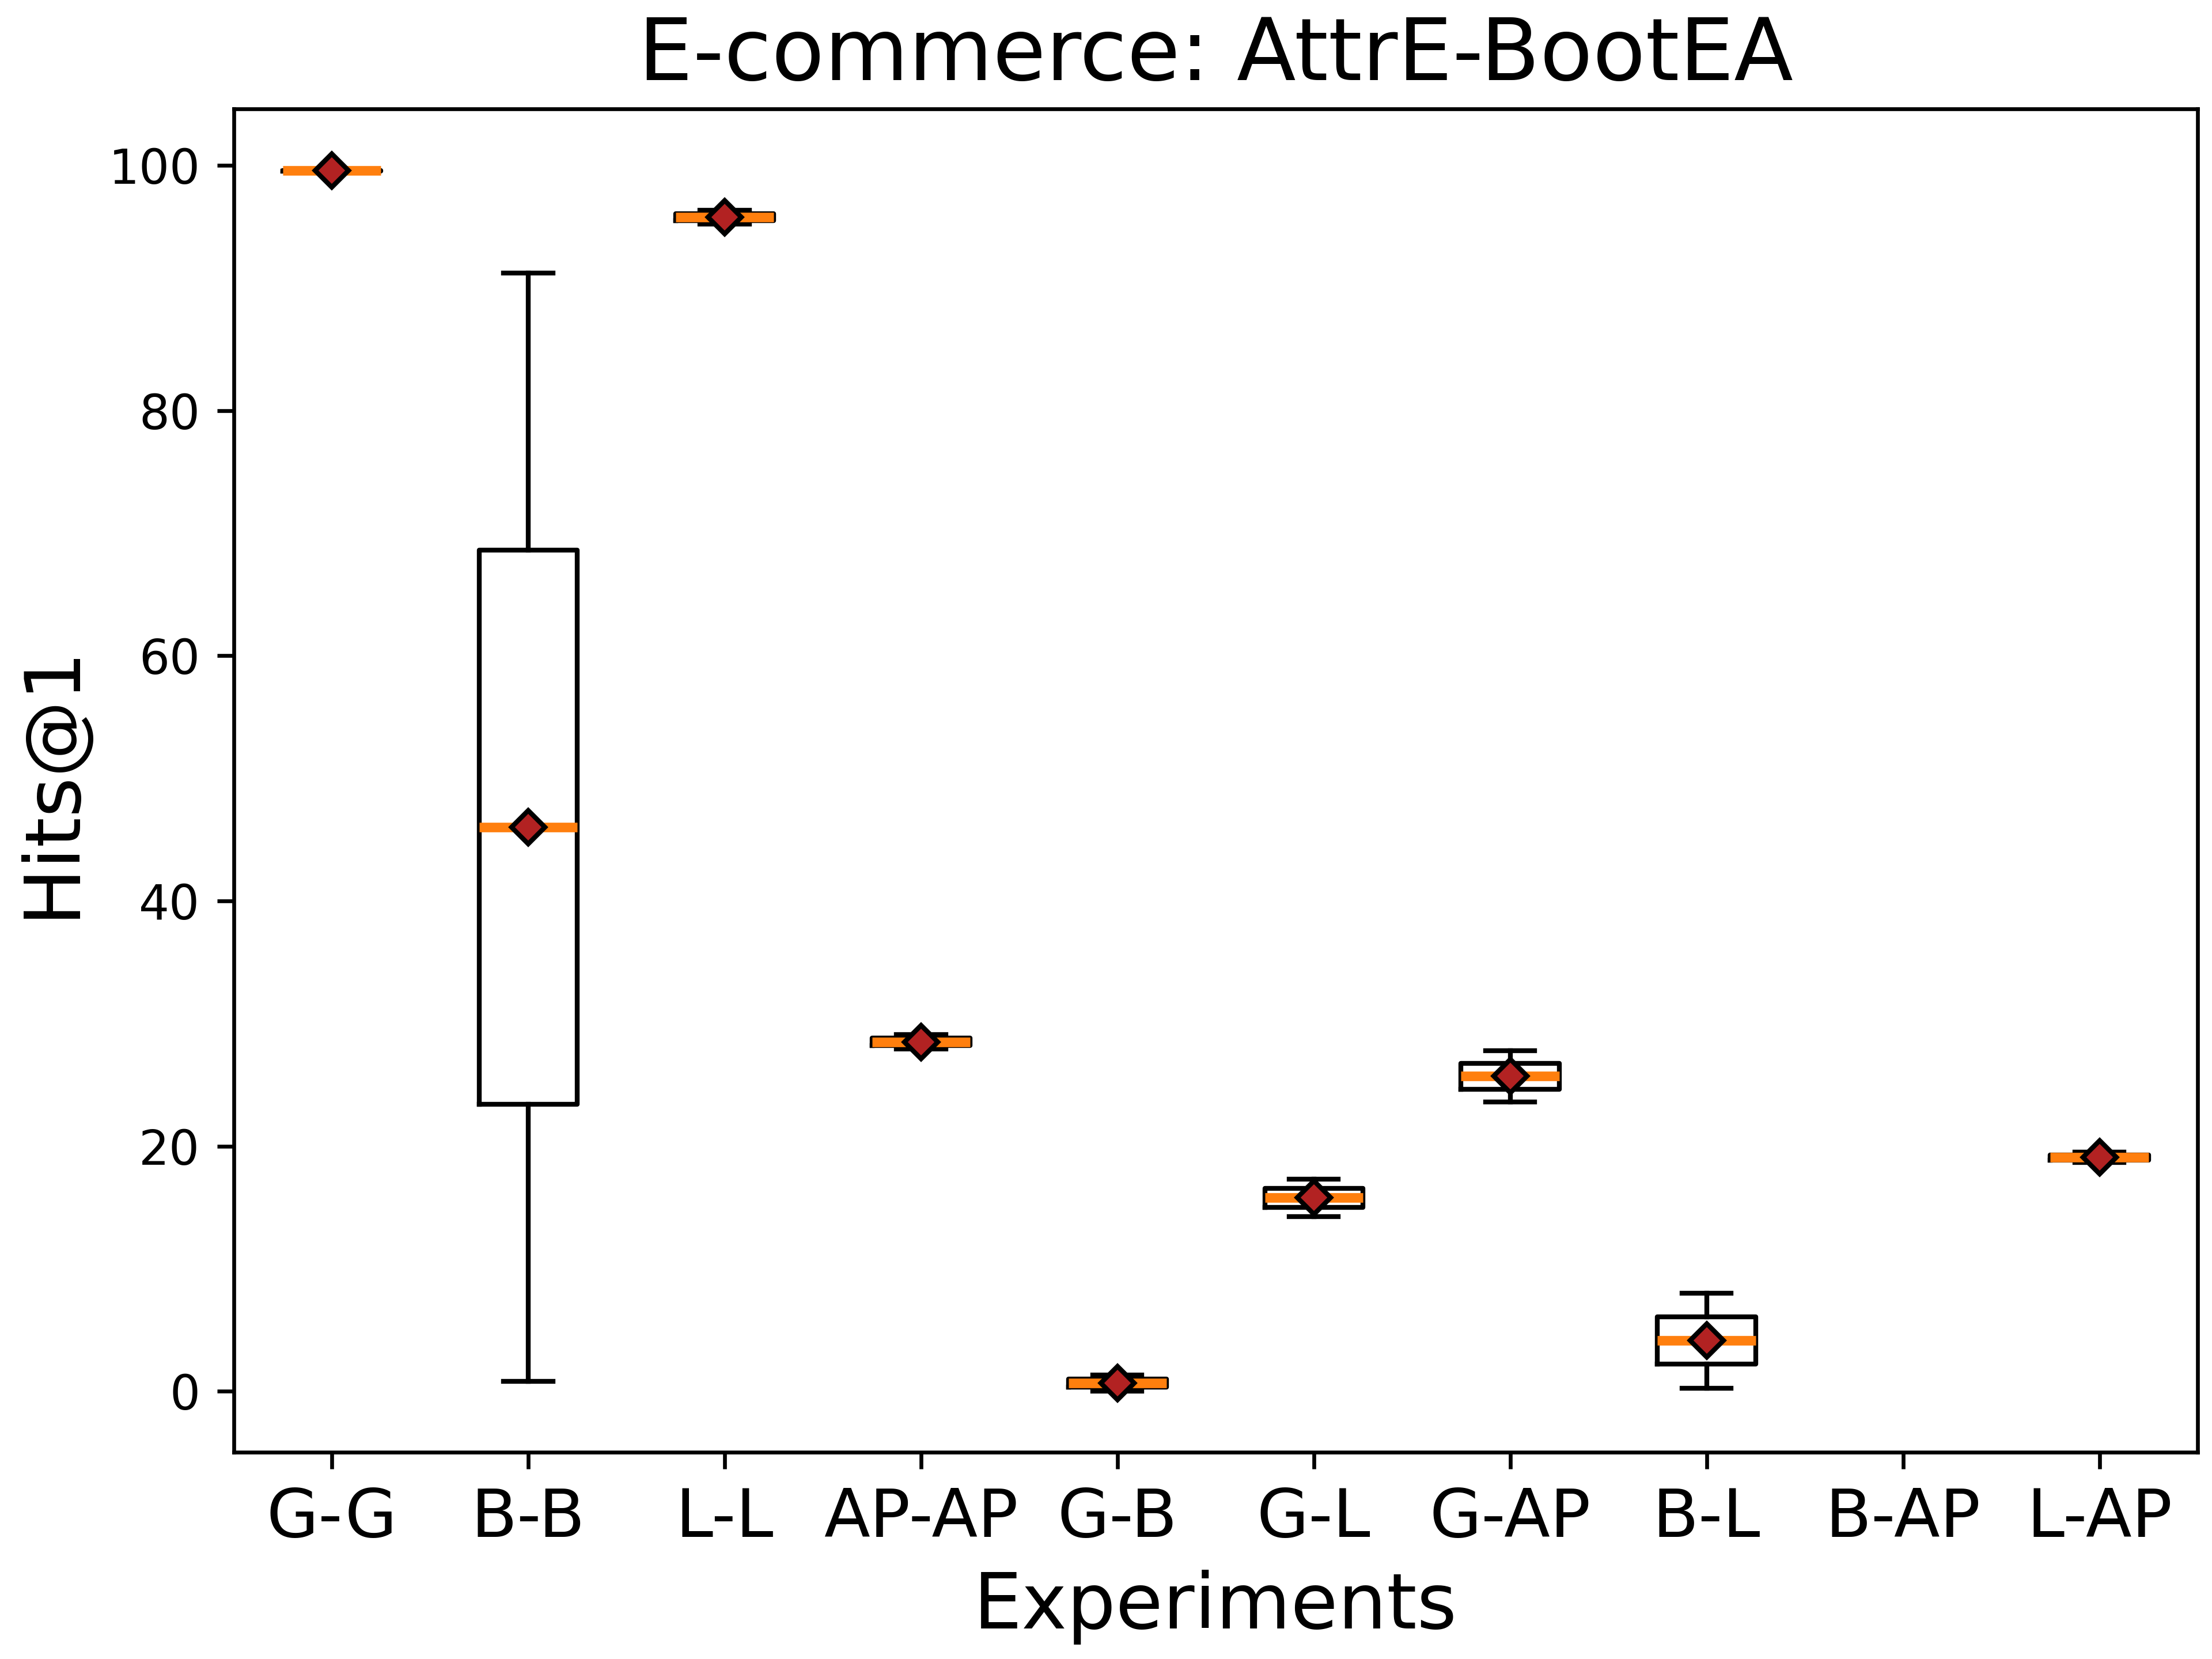 E-commerce: AttrE-BootEA
Hits@1
100
80
60
40
20
0
G-G B-B L-L AP-AP G-B G-L G-AP B-L B-AP L-AP
Experiments